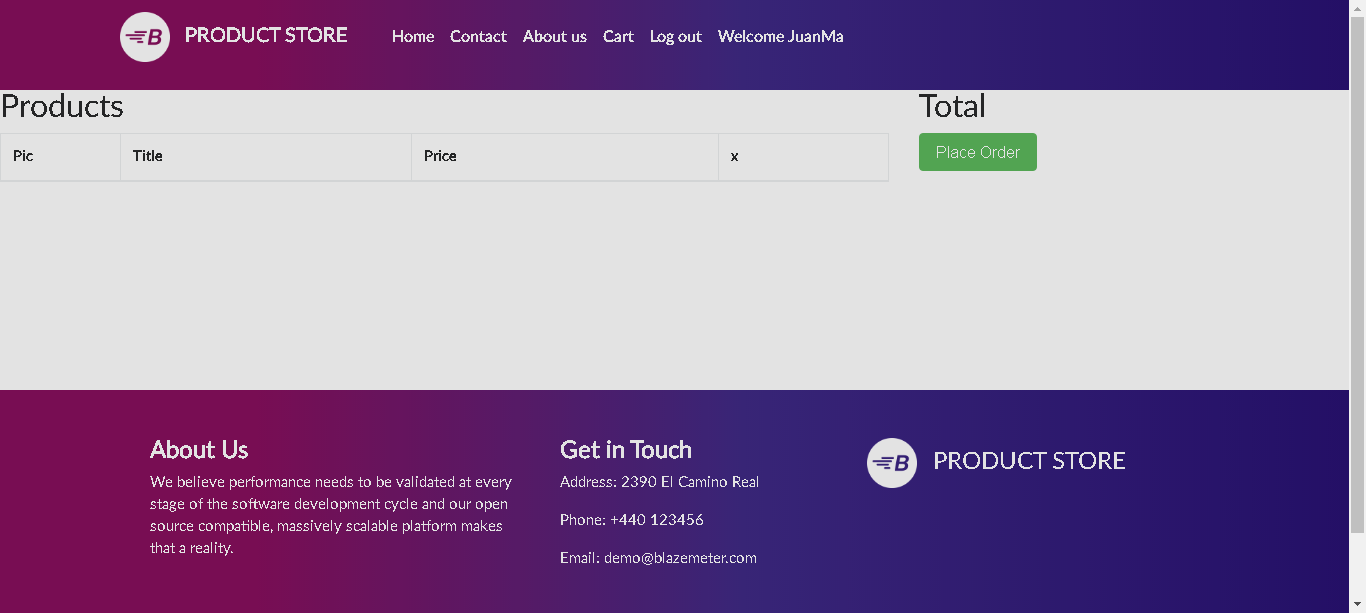 B PRODUCT STORE Home Contact About us Cart Log out Welcome JuanMa
Products
Pic Title Price x
Total
Place Order
About Us
We believe performance needs to be validated at every
stage of the software development cycle and our open
source compatible, massively scalable platform makes
that a reality.
Get in Touch
Address: 2390 El Camino Real
Phone: +440 123456
Email: demo@blazemeter.com
B PRODUCT STORE